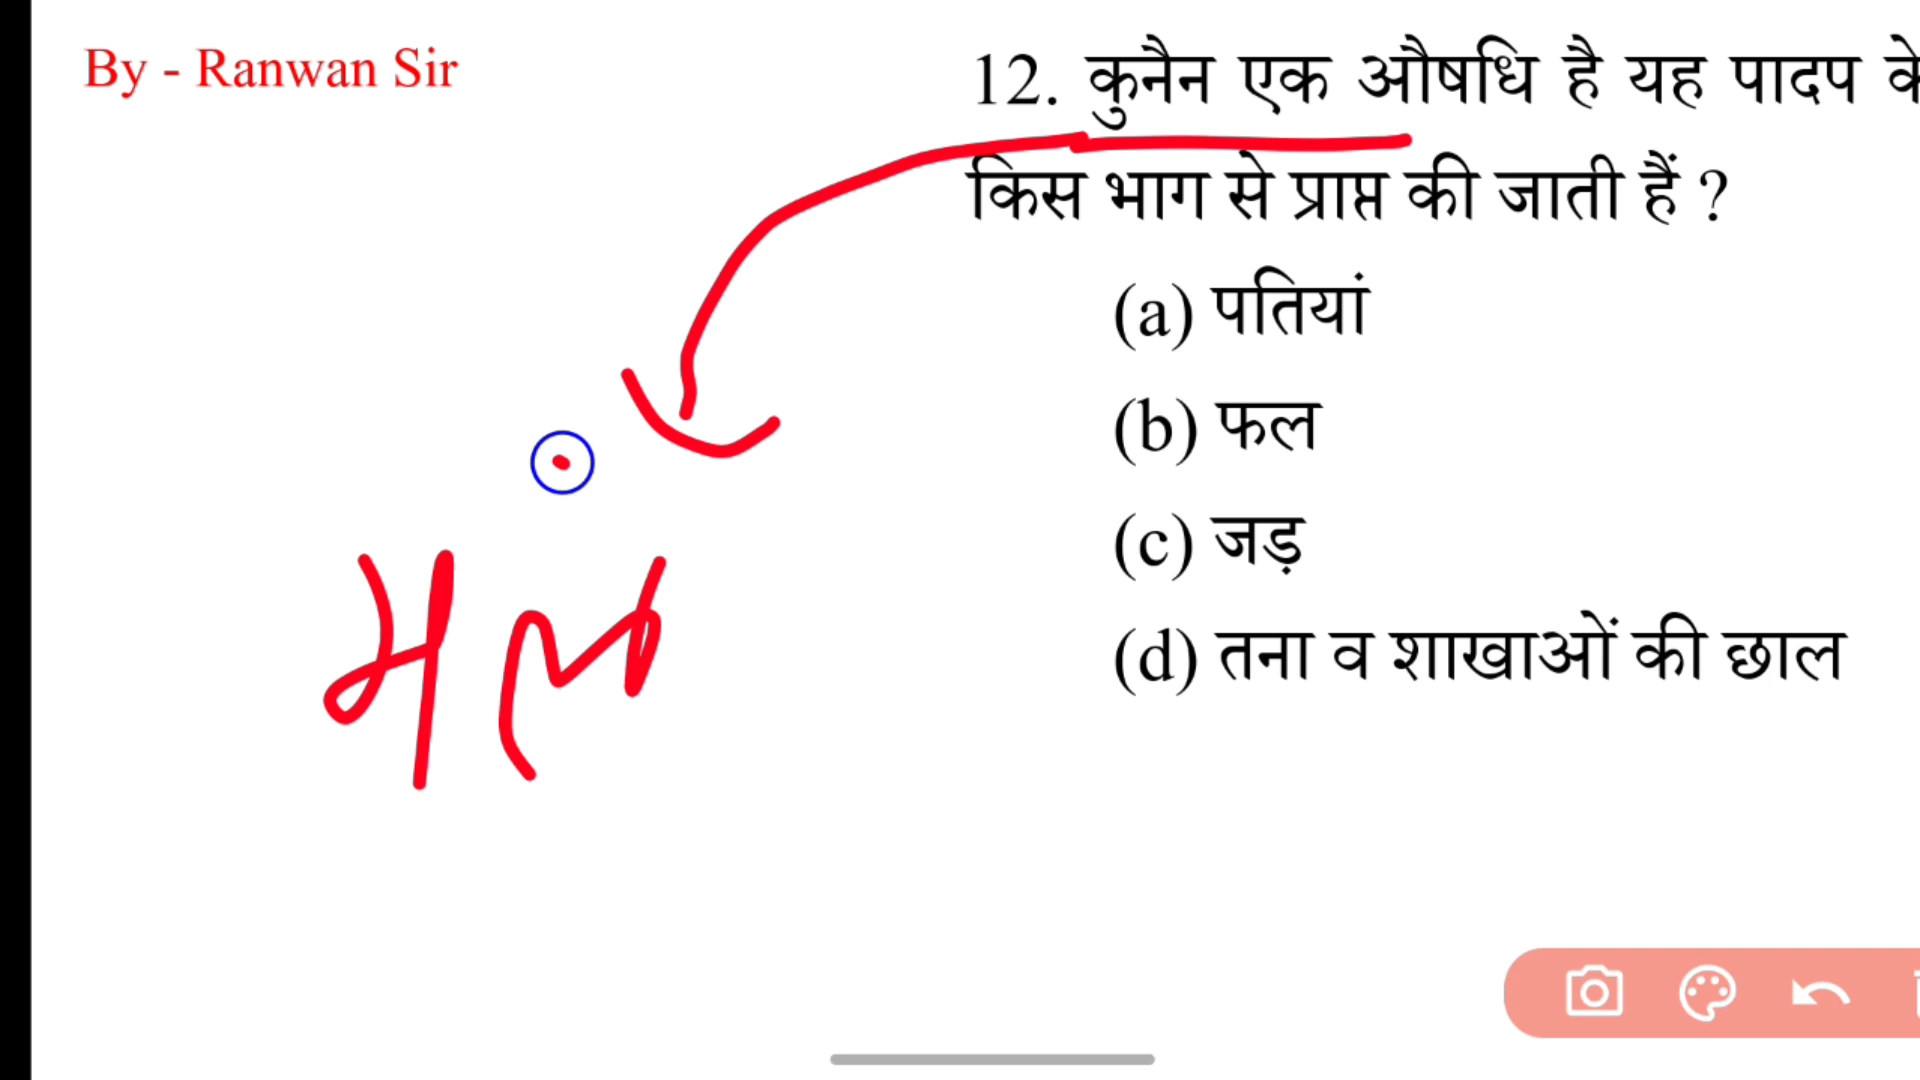 By - Ranwan Sir
12. कुनैन एक औषधि है यह पादप के
किस भाग से प्राप्त की जाती हैं ?
(a) पतियां
(b) फल
(c) जड़
(d) तना व शाखाओं की छाल